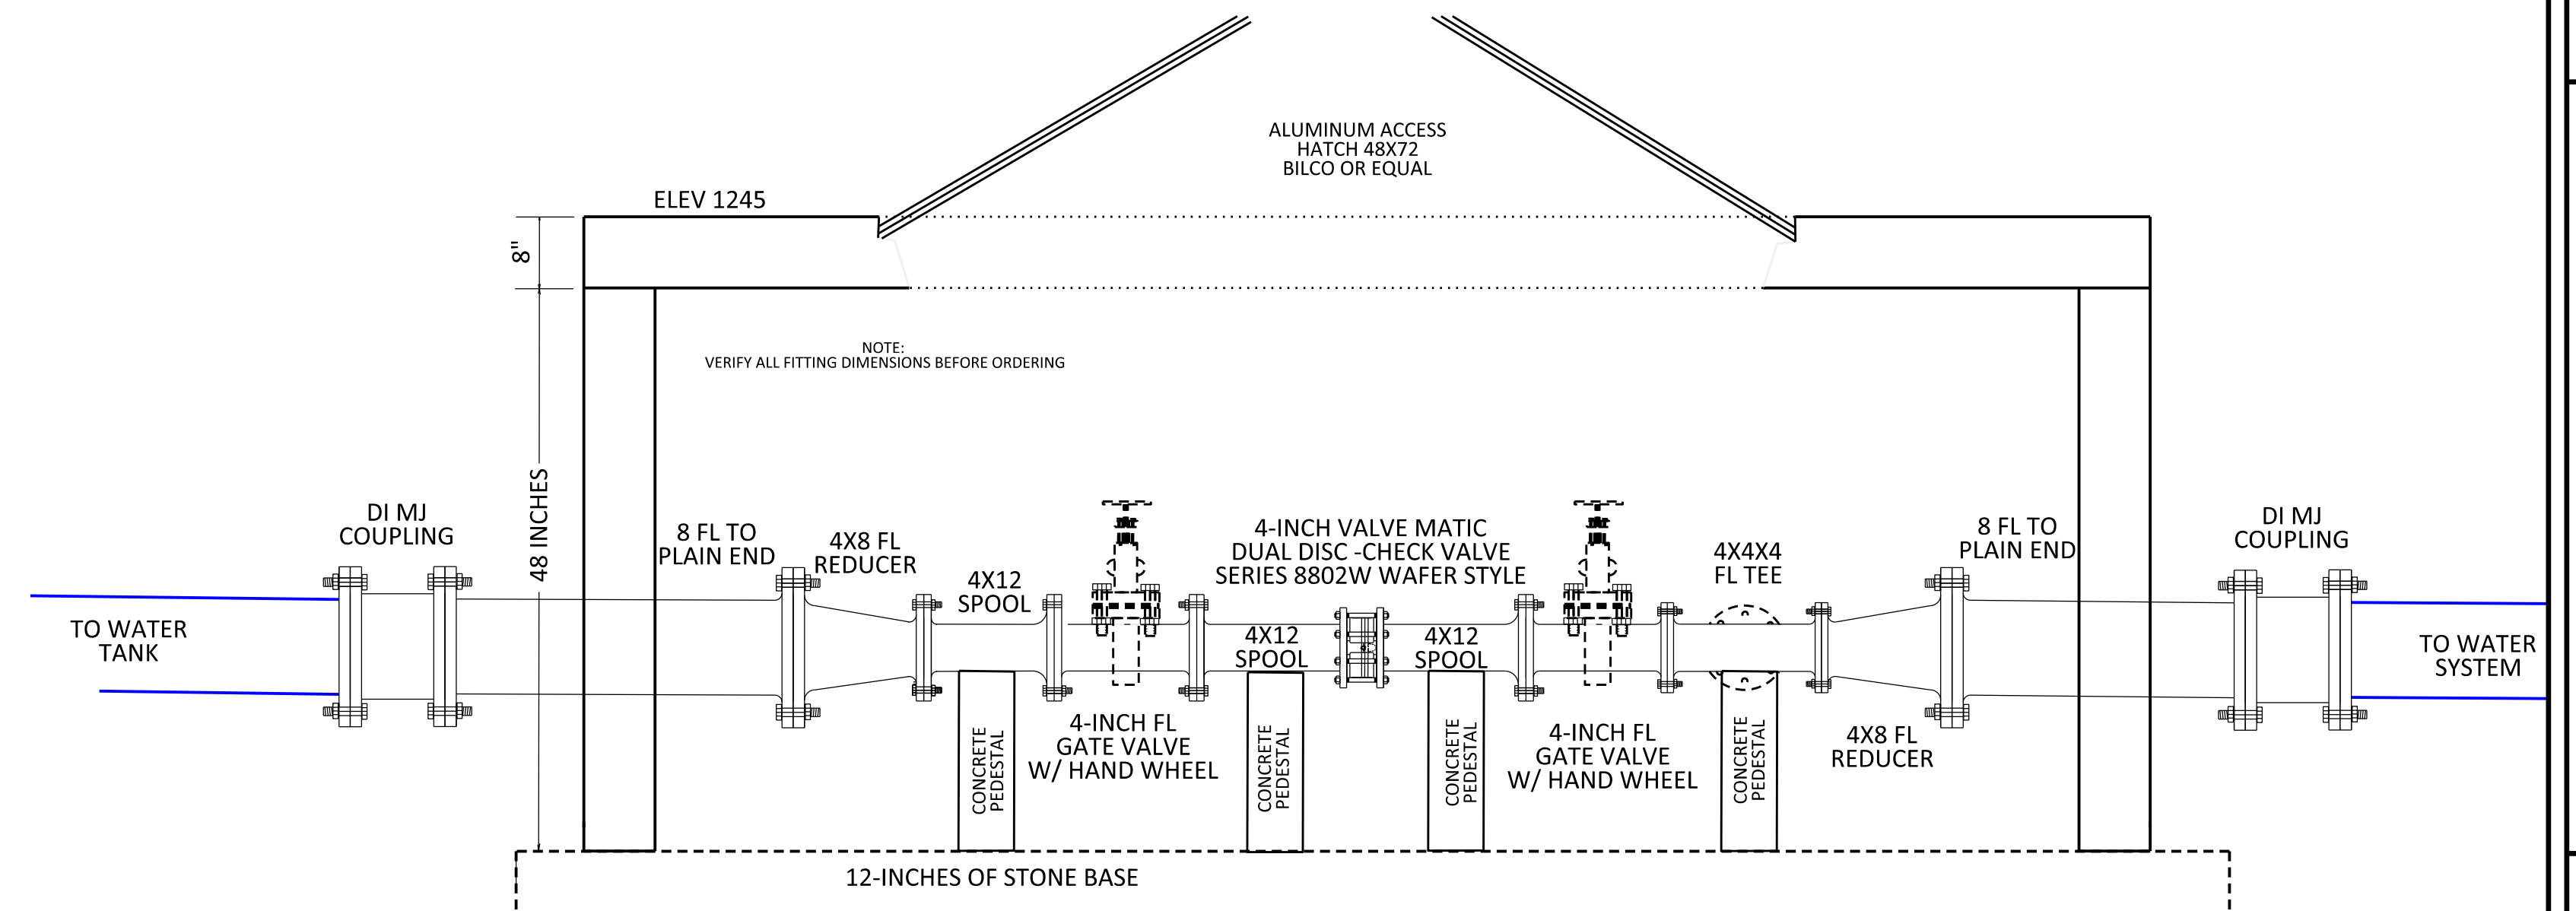 ALUMINUM ACCESS
HATCH 48X72
BILCO OR EQUAL
ELEV 1245
8"
NOTE:
VERIFY ALL FITTING DIMENSIONS BEFORE ORDERING
48 INCHES
DI MJ
COUPLING
8 FL TO
PLAIN END
4X8 FL
REDUCER
4X12
SPOOL
4-INCH VALVE MATIC
DUAL DISC -CHECK VALVE
SERIES 8802W WAFER STYLE
4X4X4
FL TEE
8 FL TO
PLAIN END
DI MJ
COUPLING
TO WATER
TANK
4X12
SPOOL
4X12
SPOOL
TO WATER
SYSTEM
CONCRETE
PEDESTAL
4-INCH FL
GATE VALVE
W/ HAND WHEEL
CONCRETE
PEDESTAL
CONCRETE
PEDESTAL
4-INCH FL
GATE VALVE
W/ HAND WHEEL
CONCRETE
PEDESTAL
4X8 FL
REDUCER
12-INCHES OF STONE BASE